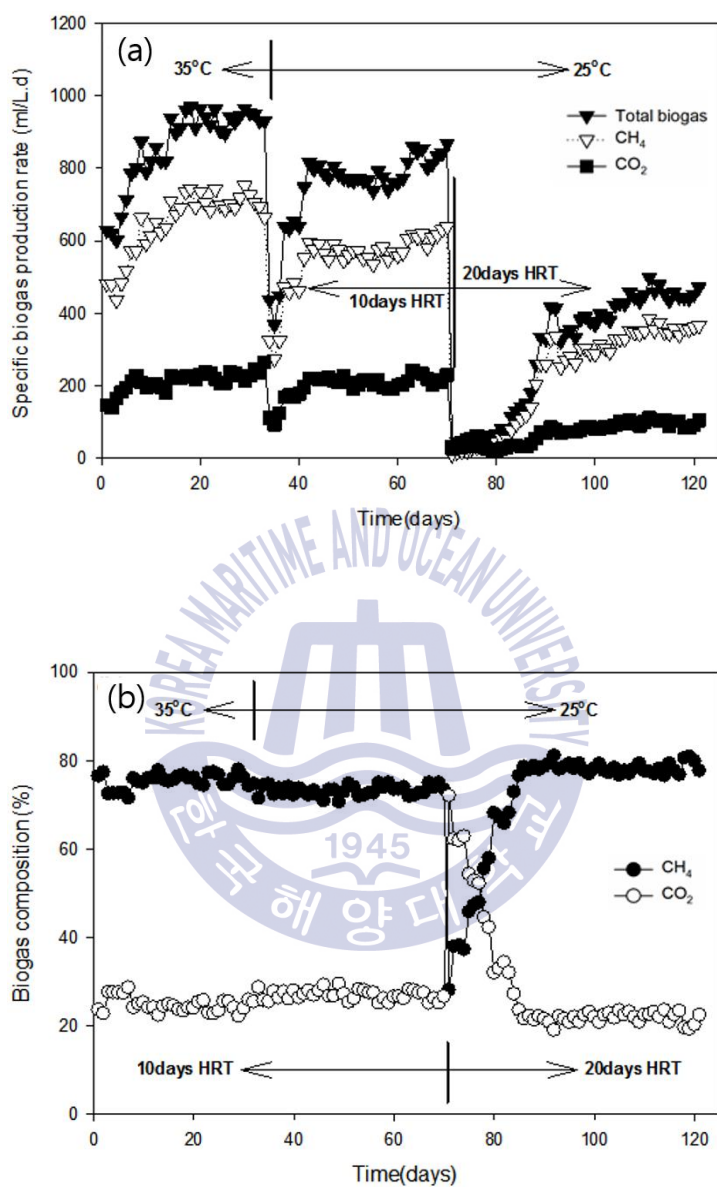 (a)
35°C
25°C
Total biogas
CH4
CO2
10days HRT
20days HRT
Specific biogas production rate (ml/L.d)
1200
1000
800
600
400
200
0
0 20 40 60 80 100 120
Time(days)
KOREA MARITIME AND OCEAN UNIVERSITY
1945
한국해양대학교
(b)
35°C
25°C
CH4
CO2
10days HRT
20days HRT
Biogas composition (%)
100
80
60
40
20
0
0 20 40 60 80 100 120
Time(days)